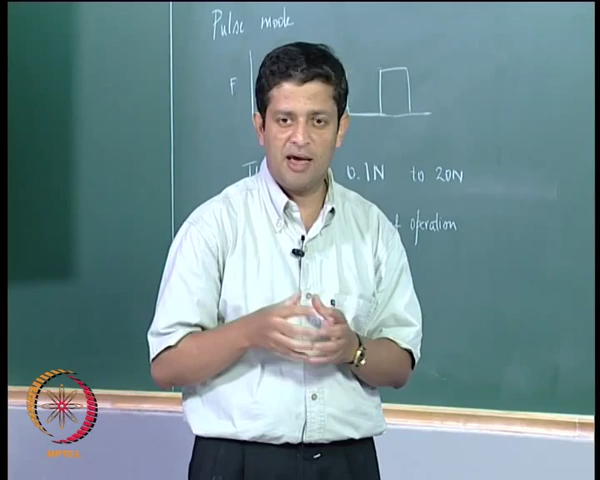 Pulse mode
F
0.1N to 20N
operation
NPTEL